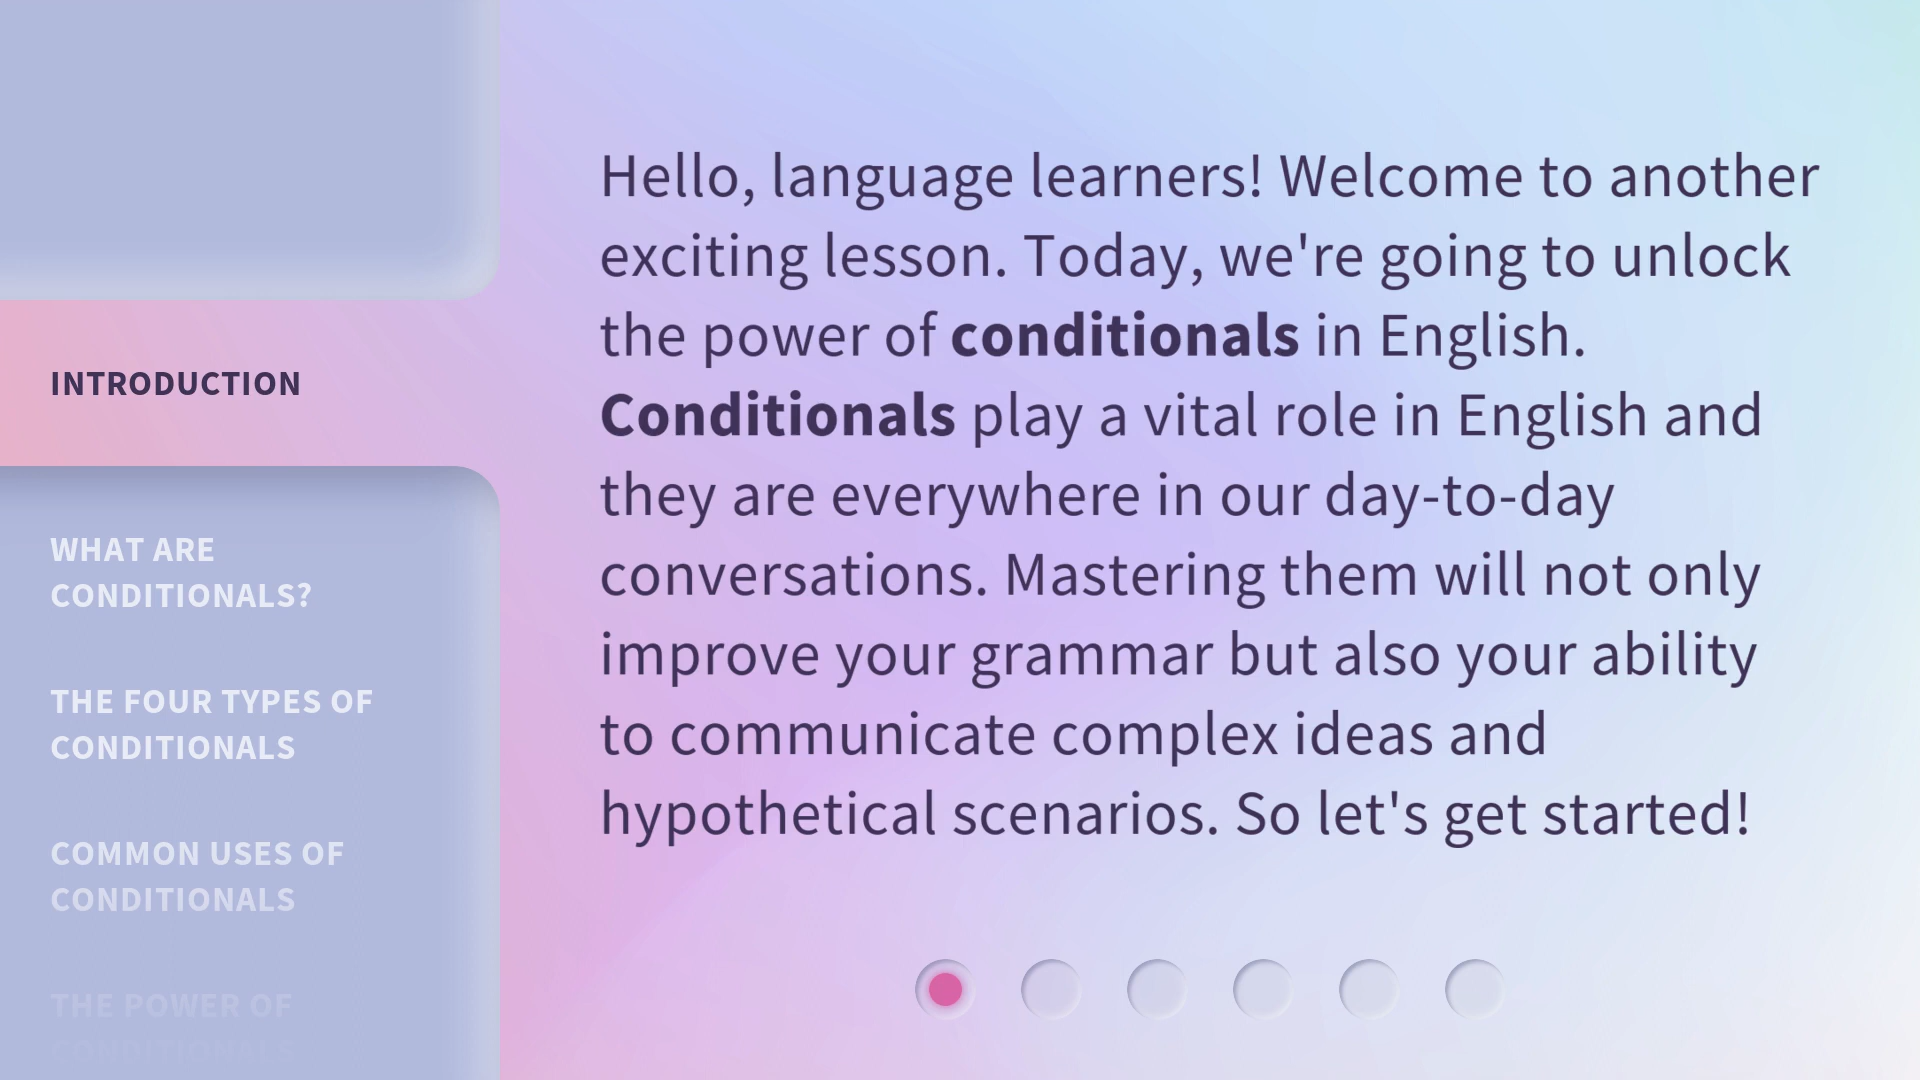 INTRODUCTION
WHAT ARE
CONDITIONALS?
THE FOUR TYPES OF
CONDITIONALS
COMMON USES OF
CONDITIONALS
THE POWER OF
CONDITIONALS
Hello, language learners! Welcome to another
exciting lesson. Today, we're going to unlock
the power of conditionals in English.
Conditionals play a vital role in English and
they are everywhere in our day-to-day
conversations. Mastering them will not only
improve your grammar but also your ability
to communicate complex ideas and
hypothetical scenarios. So let's get started!